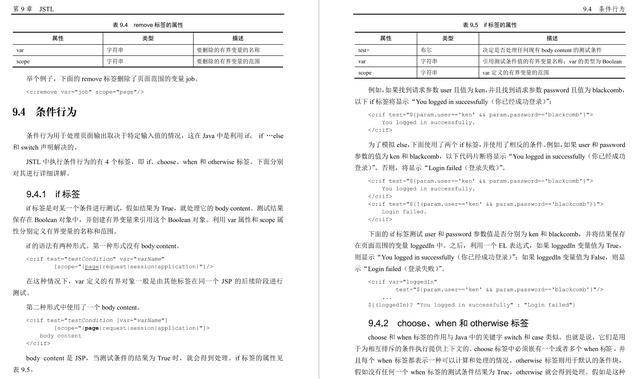 第 9 章 JSTL
表 9.4 remove 标签的属性
属性 类型 描述
var 字符串 要删除的有界变量的名称
scope 字符串 要删除的有界变量的范围
举个例子，下面的 remove 标签删除了页面范围的变量 job。
<c:remove var="job" scope="page"/>
9.4 条件行为
条件行为用于处理页面输出取决于特定输入值的情况，这在 Java 中是利用 if、 if …else
和 switch 声明解决的。
JSTL 中执行条件行为的有 4 个标签，即 if、choose、when 和 otherwise 标签。下面分别
对其进行详细讲解。
9.4.1 if 标签
if 标签是对某一个条件进行测试，假如结果为 True，就处理它的 body content。测试结果
保存在 Boolean 对象中，并创建有界变量来引用这个 Boolean 对象。利用 var 属性和 scope 属
性分别定义有界变量的名称和范围。
if 的语法有两种形式。第一种形式没有 body content。
<c:if test="testCondition" var="varName"
[scope="{page|request|session|application}"]/>
在这种情况下，var 定义的有界对象一般是由其他标签在同一个 JSP 的后续阶段进行
测试。
第二种形式中使用了一个 body content。
<c:if test="testCondition [var="varName"]
[scope="{page|request|session|application}"]>
body content
</c:if>
body content 是 JSP，当测试条件的结果为 True 时，就会得到处理。if 标签的属性见
表 9.5。
9.4 条件行为
表 9.5 if 标签的属性
属性 类型 描述
test+ 布尔 决定是否处理任何现有 body content 的测试条件
var 字符串 引用测试条件值的有界变量名称；var 的类型为 Boolean
scope 字符串 var 定义的有界变量的范围
例如，如果找到请求参数 user 且值为 ken，并且找到请求参数 password 且值为 blackcomb，
以下 if 标签将显示“You logged in successfully（你已经成功登录）”：
<c:if test="${param.user=='ken' && param.password=='blackcomb'}">
You logged in successfully.
</c:if>
为了模拟 else，下面使用了两个 if 标签，并使用了相反的条件。例如，如果 user 和 password
参数的值为 ken 和 blackcomb，以下代码片断将显示“You logged in successfully（你已经成功
登录）”，否则，将显示“Login failed（登录失败）”。
<c:if test="${param.user=='ken' && param.password=='blackcomb'}">
You logged in successfully.
</c:if>
<c:if test="${!(param.user=='ken' && param.password=='blackcomb')}">
Login failed.
</c:if>
下面的 if 标签测试 user 和 password 参数值是否分别为 ken 和 blackcomb，并将结果保存
在页面范围的变量 loggedIn 中。之后，利用一个 EL 表达式，如果 loggedIn 变量值为 True，
则显示“You logged in successfully（你已经成功登录）”；如果 loggedIn 变量值为 False，则显
示“Login failed（登录失败）”。
<c:if var="loggedIn"
test="${param.user=='ken' && param.password=='blackcomb'}"/>
...
${(loggedIn)? "You logged in successfully" : "Login failed"}
9.4.2 choose、when 和 otherwise 标签
choose 和 when 标签的作用与 Java 中的关键字 switch 和 case 类似。也就是说，它们是用
于为相互排斥的条件执行提供上下文的。choose 标签中必须嵌有一个或者多个 when 标签，并
且每个 when 标签都表示一种可以计算和处理的情况。otherwise 标签则用于默认的条件块，
假如没有任何一个 when 标签的测试条件结果为 True，otherwise 就会得到处理。假如是这种